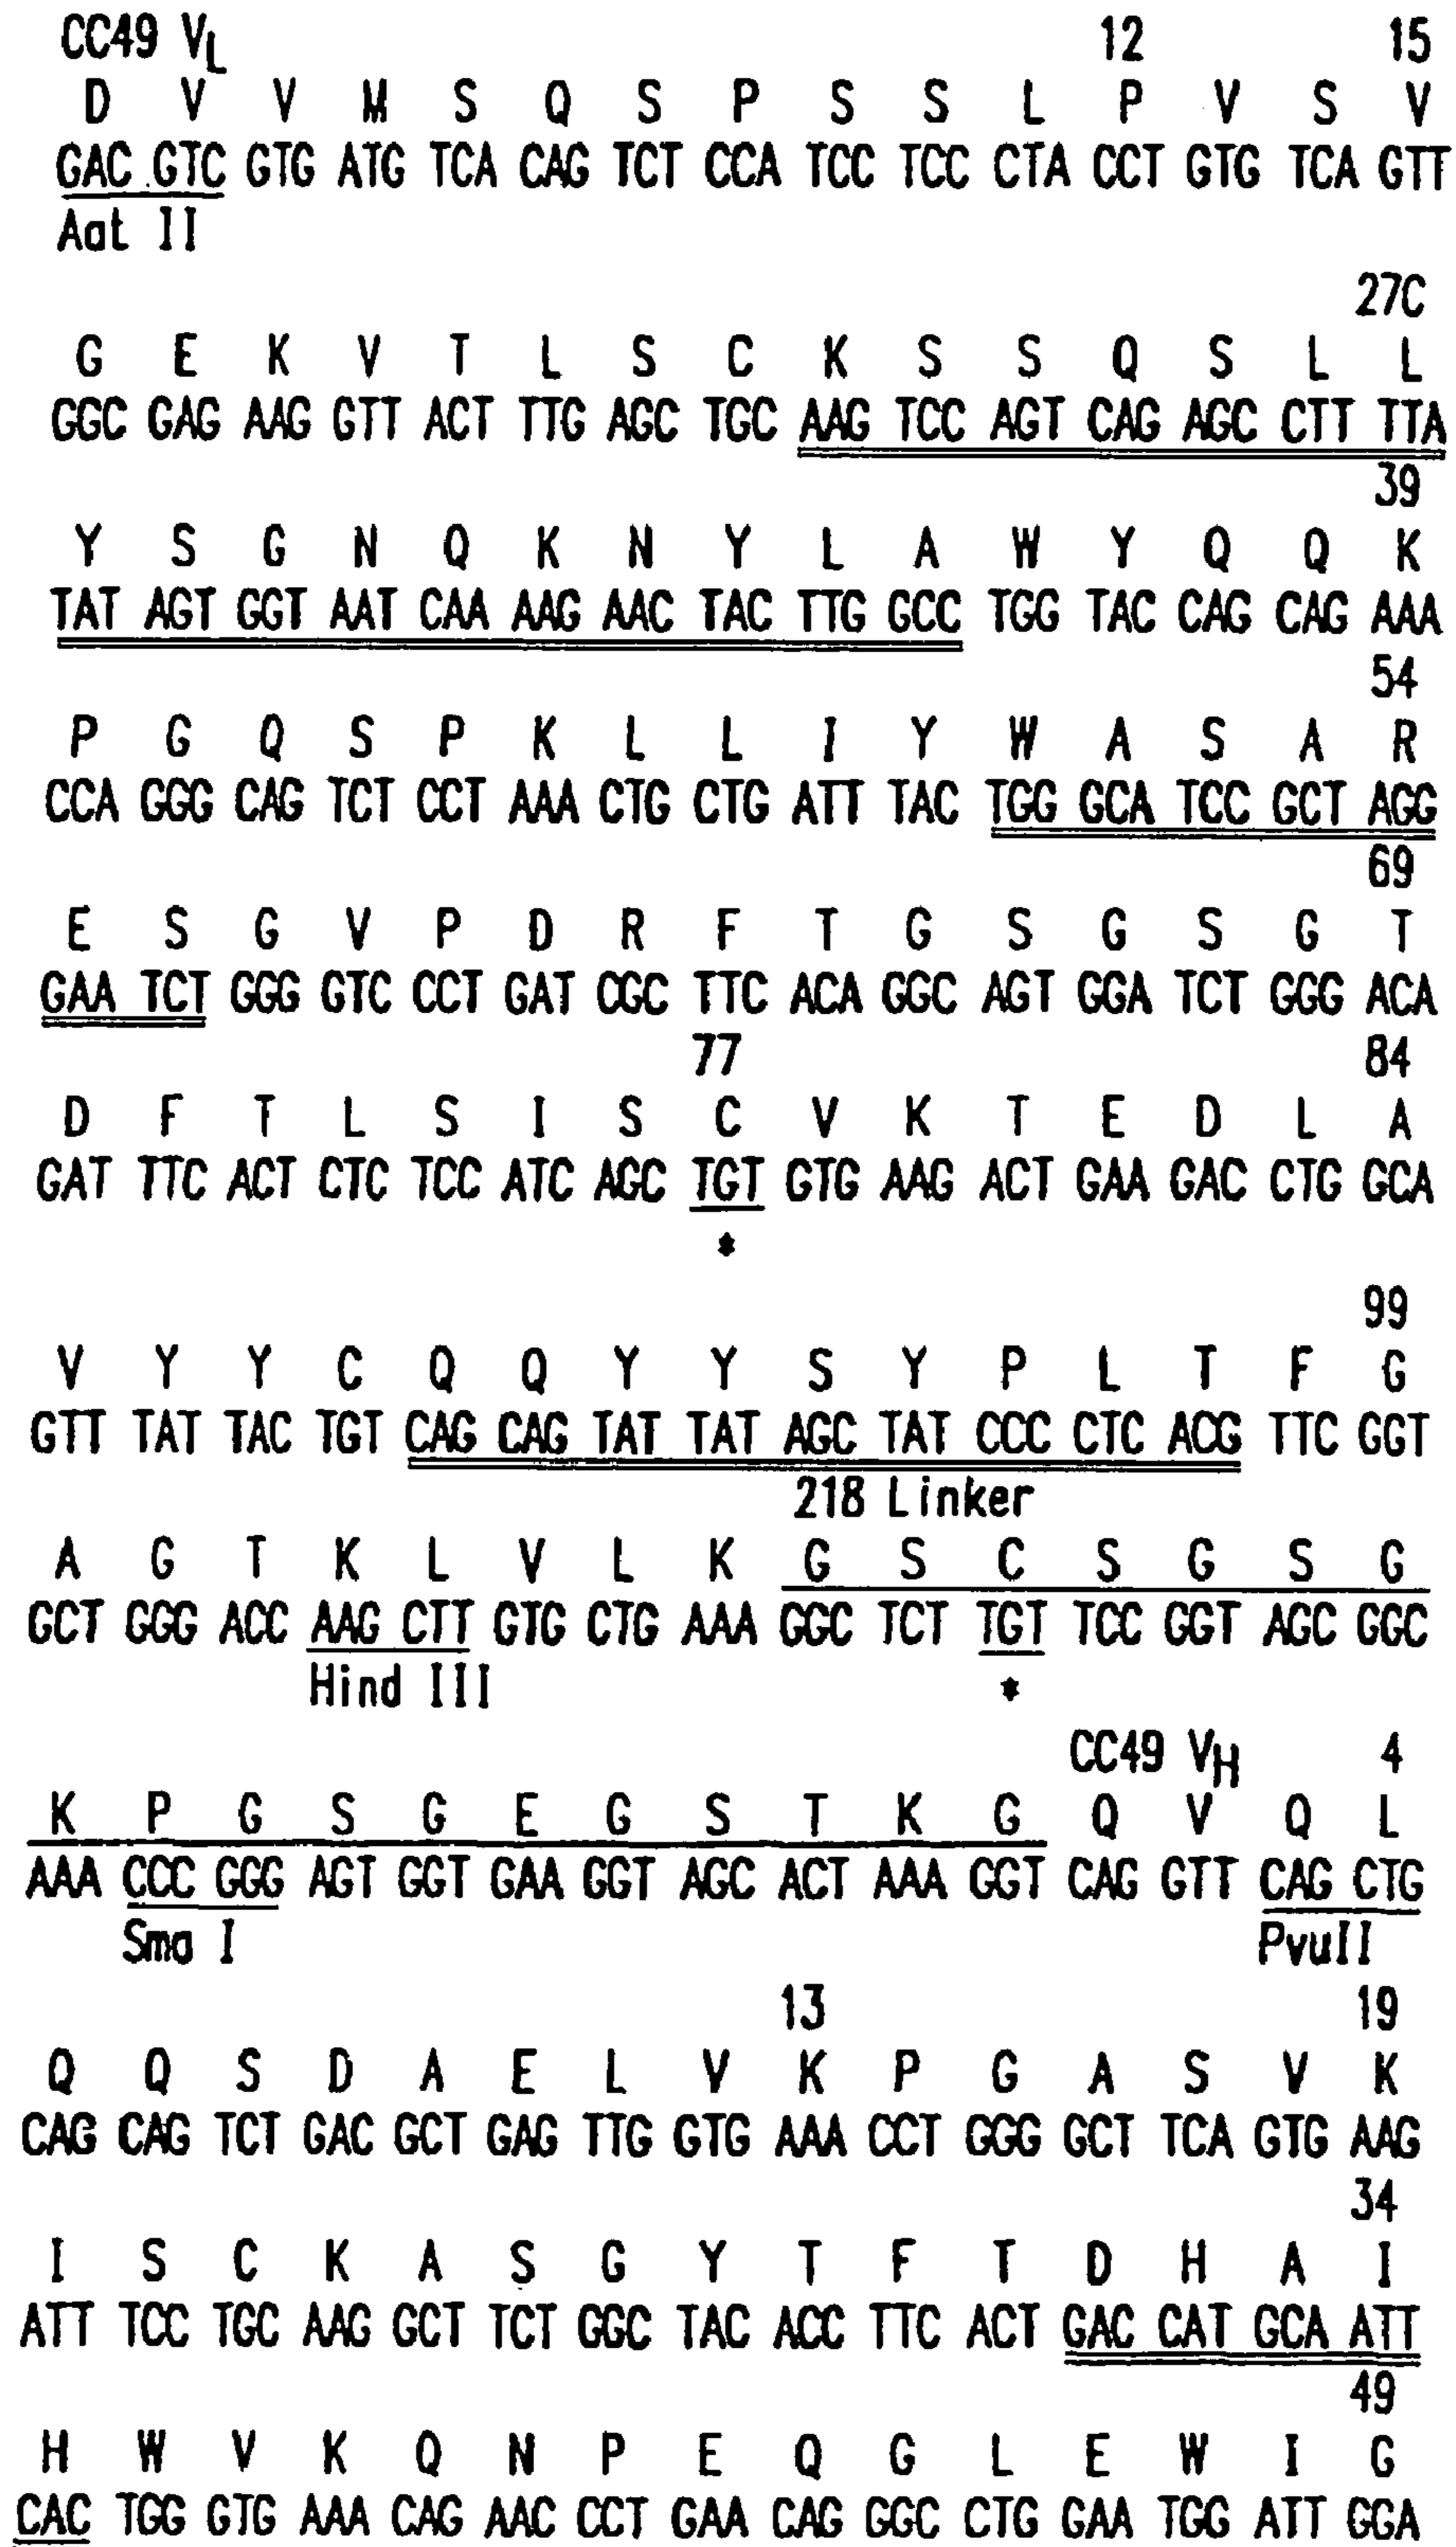 CC49 VL 12 15
D V V M S Q S P S S L P V S V
GAC GTC GTG ATG TCA CAG TCT CCA TCC TCC CTA CCT GTG TCA GTT
Aat II
27C
G E K V T L S C K S S Q S L L
GGC GAG AAG GTT ACT TTG AGC TGC AAG TCC AGT CAG AGC CTT TTA
39
Y S G N Q K N Y L A W Y Q Q K
TAT AGT GGT AAT CAA AAG AAC TAC TTG GCC TGG TAC CAG CAG AAA
54
P G Q S P K L L I Y W A S A R
CCA GGG CAG TCT CCT AAA CTG CTG ATT TAC TGG GCA TCC GCT AGG
69
E S G V P D R F T G S G S G T
GAA TCT GGG GTC CCT GAT CGC TTC ACA GGC AGT GGA TCT GGG ACA
77 84
D F T L S I S C V K T E D L A
GAT TTC ACT CTC TCC ATC AGC TGT GTG AAG ACT GAA GAC CTG GCA
*
99
V Y Y C Q Q Y Y S Y P L T F G
GTT TAT TAC TGT CAG CAG TAT TAT AGC TAT CCC CTC ACG TTC GGT
218 Linker
A G T K L V L K G S C S G S G
GCT GGG ACC AAG CTT GTG CTG AAA GGC TCT TGT TCC GGT AGC GGC
Hind III *
CC49 VH 4
K P G S G E G S T K G Q V Q L
AAA CCC GGG AGT GGT GAA GGT AGC ACT AAA GGT CAG GTT CAG CTG
Sma I PvuII
13 19
Q Q S D A E L V K P G A S V K
CAG CAG TCT GAC GCT GAG TTG GTG AAA CCT GGG GCT TCA GTG AAG
34
I S C K A S G Y T F T D H A I
ATT TCC TGC AAG GCT TCT GGC TAC ACC TTC ACT GAC CAT GCA ATT
49
H W V K Q N P E Q G L E W I G
CAC TGG GTG AAA CAG AAC CCT GAA CAG GGC CTG GAA TGG ATT GGA